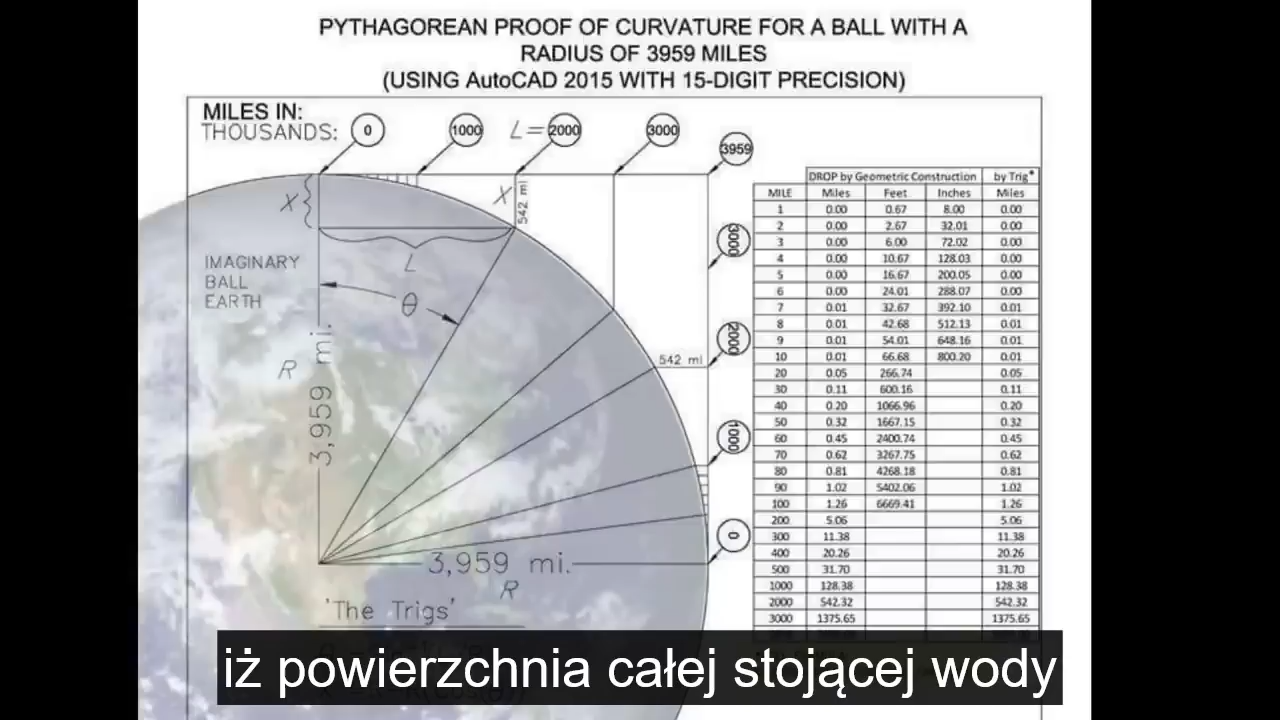 PYTHAGOREAN PROOF OF CURVATURE FOR A BALL WITH A
RADIUS OF 3959 MILES
(USING AutoCAD 2015 WITH 15-DIGIT PRECISION)
MILES IN:
THOUSANDS: 0 1000 L=2000 3000 3959
X
X
542 mi
L
IMAGINARY
BALL
EARTH
θ
R
3,959 mi.
3000
2000
542 mi
1000
0
3,959 mi.
R
'The Trigs'
DROP by Geometric Construction by Trig*
MILE Miles Feet Inches Miles
1 0.00 0.67 8.00 0.00
2 0.00 2.67 32.01 0.00
3 0.00 6.00 72.02 0.00
4 0.00 10.67 128.03 0.00
5 0.00 16.67 200.05 0.00
6 0.00 24.01 288.07 0.00
7 0.01 32.67 392.10 0.01
8 0.01 42.68 512.13 0.01
9 0.01 54.01 648.16 0.01
10 0.01 66.68 800.20 0.01
20 0.05 266.74 0.05
30 0.11 600.16 0.11
40 0.20 1066.96 0.20
50 0.32 1667.15 0.32
60 0.45 2400.74 0.45
70 0.62 3267.75 0.62
80 0.81 4268.18 0.81
90 1.02 5402.06 1.02
100 1.26 6669.41 1.26
200 5.06 5.06
300 11.38 11.38
400 20.26 20.26
500 31.70 31.70
1000 128.38 128.38
2000 542.32 542.32
3000 1375.65 1375.65
iż powierzchnia całej stojącej wody